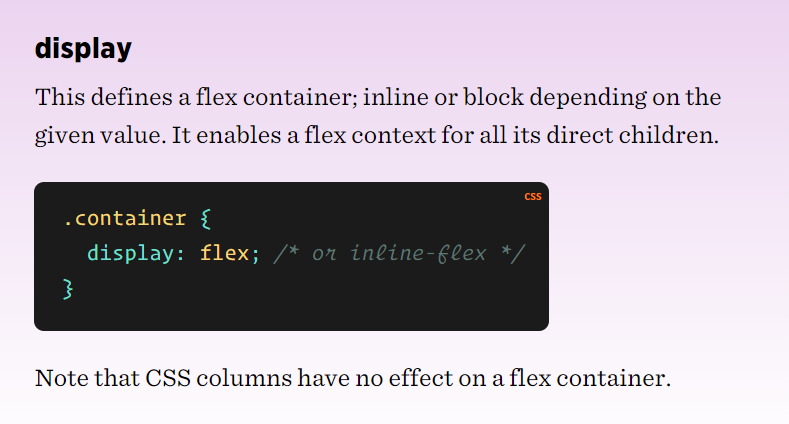 display
This defines a flex container; inline or block depending on the
given value. It enables a flex context for all its direct children.
CSS
.container {
  display: flex; /* or inline-flex */
}
Note that CSS columns have no effect on a flex container.